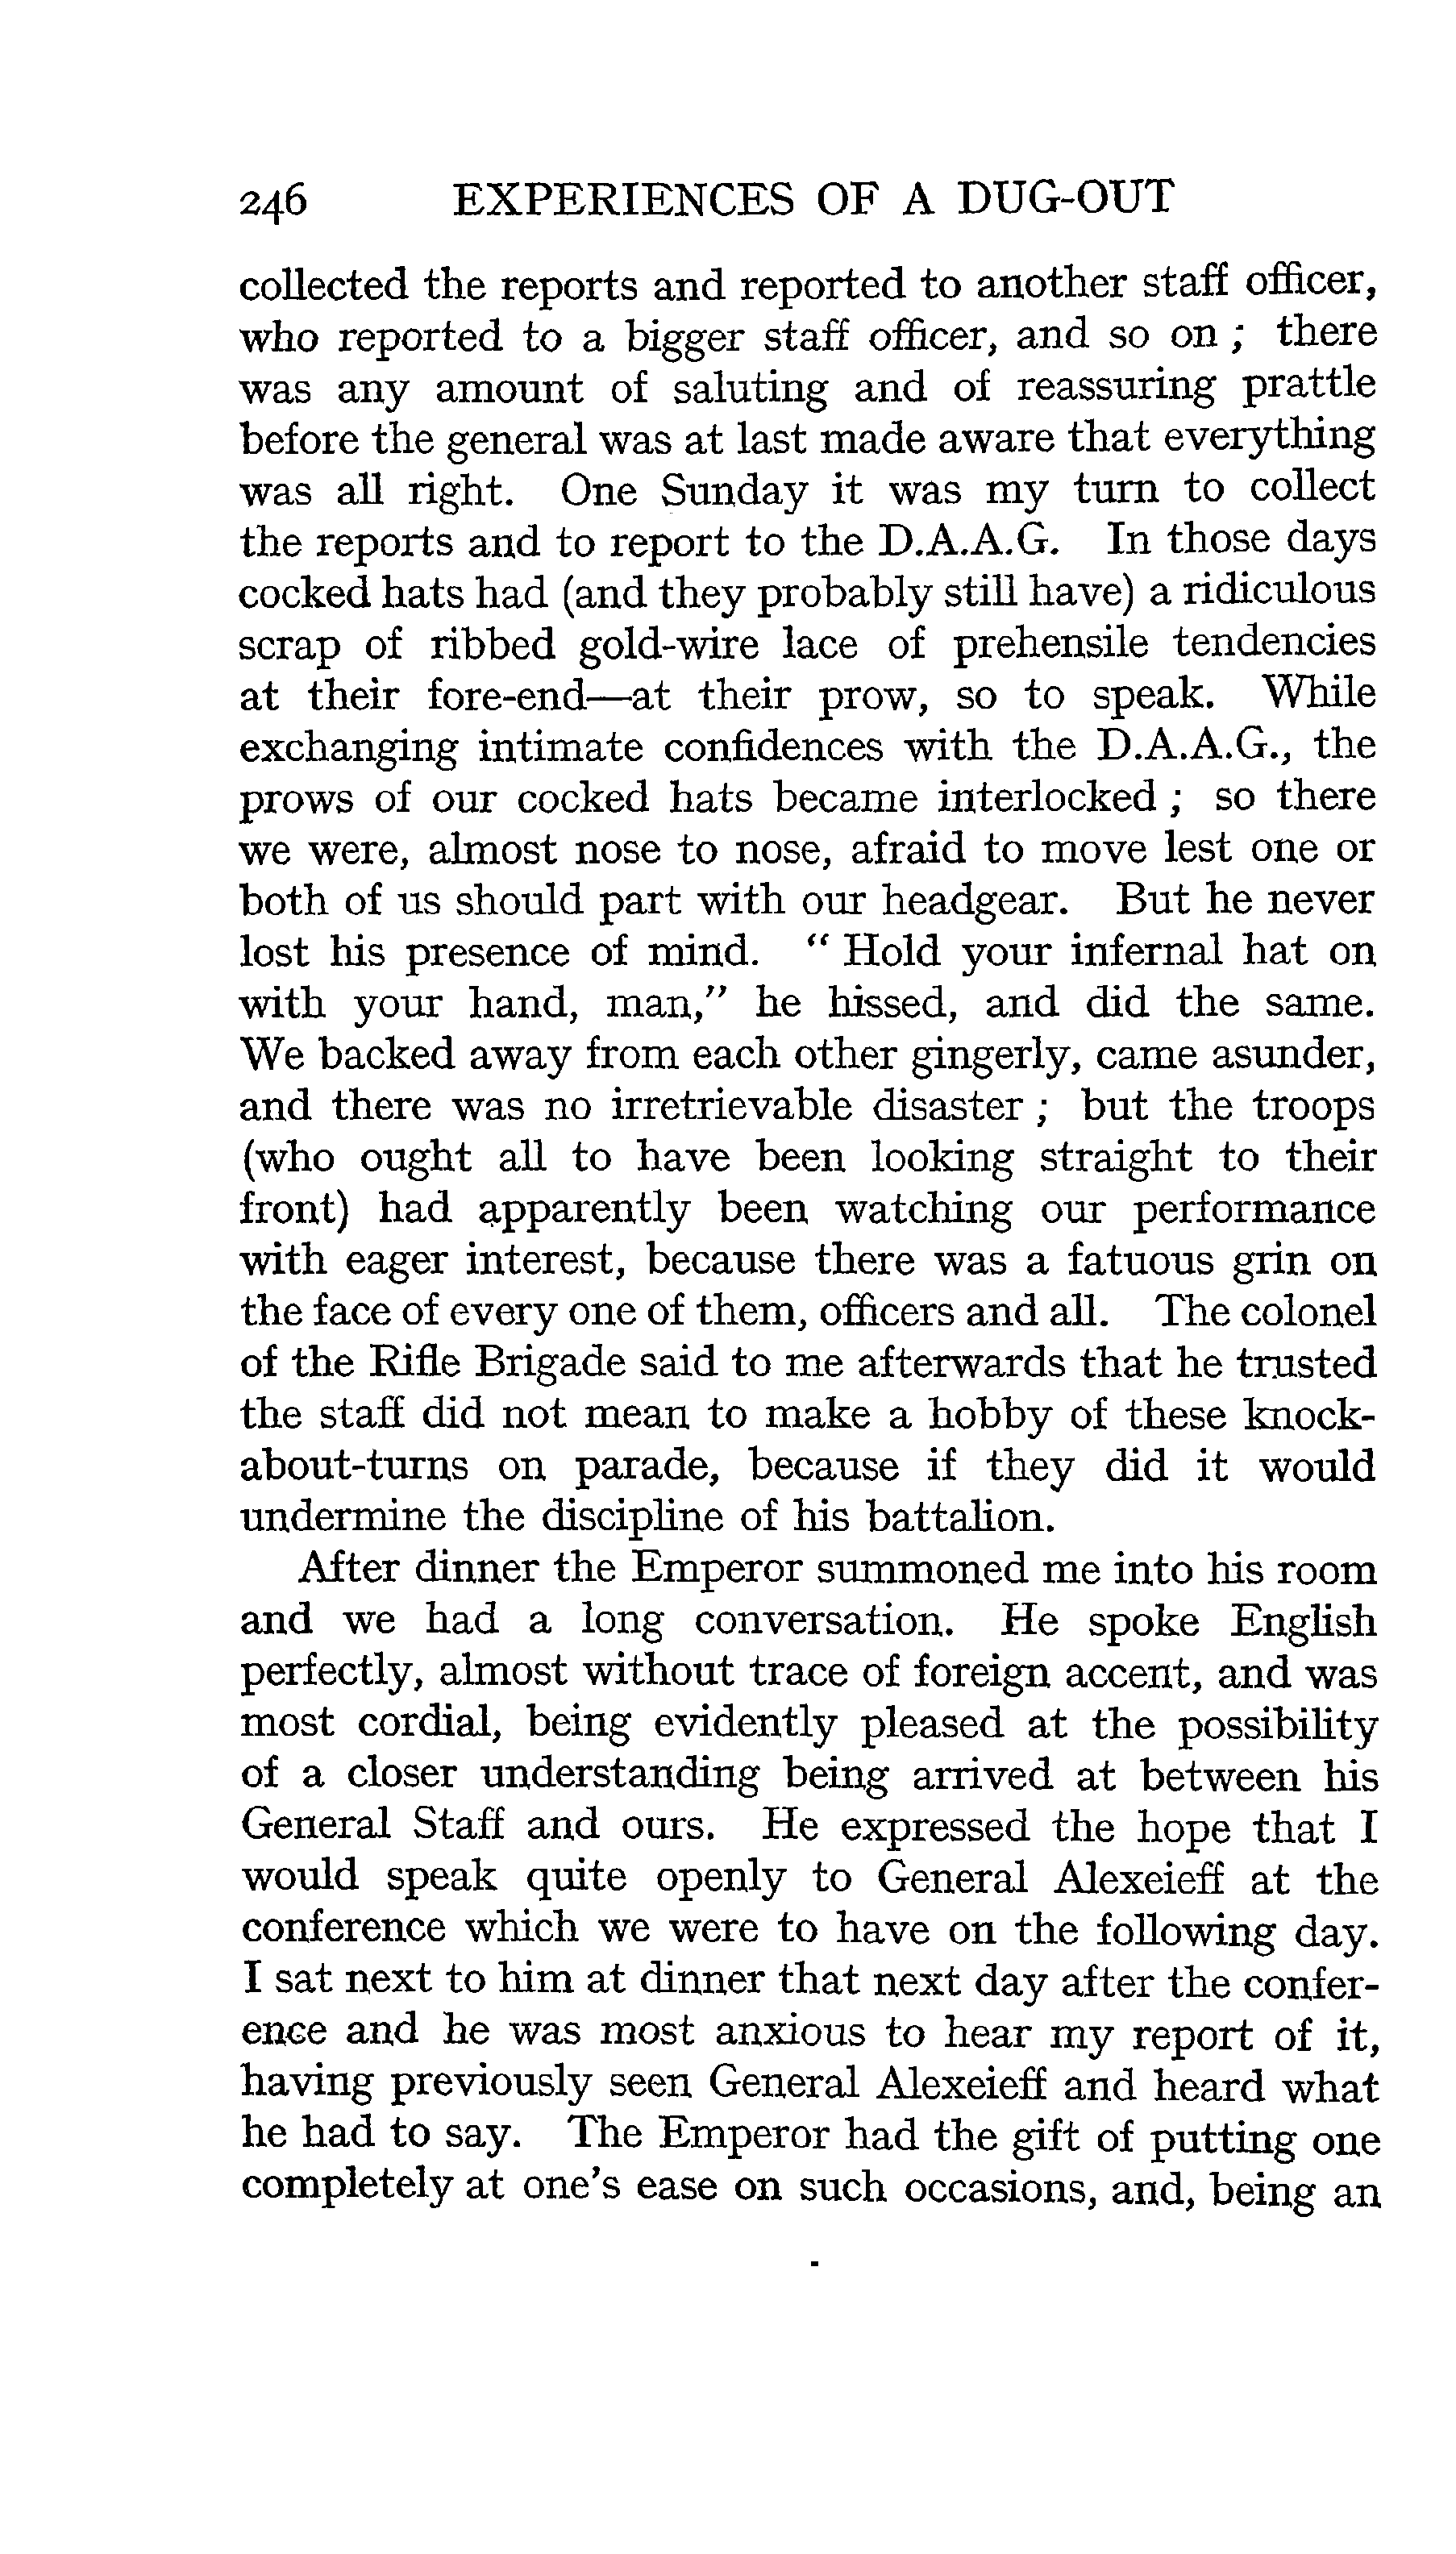 246 EXPERIENCES OF A DUG-OUT
collected the reports and reported to another staff officer,
who reported to a bigger staff officer, and so on ; there
was any amount of saluting and of reassuring prattle
before the general was at last made aware that everything
was all right. One Sunday it was my turn to collect
the reports and to report to the D.A.A.G. In those days
cocked hats had (and they probably still have) a ridiculous
scrap of ribbed gold-wire lace of prehensile tendencies
at their fore-end—at their prow, so to speak. While
exchanging intimate confidences with the D.A.A.G., the
prows of our cocked hats became interlocked ; so there
we were, almost nose to nose, afraid to move lest one or
both of us should part with our headgear. But he never
lost his presence of mind. “ Hold your infernal hat on
with your hand, man,” he hissed, and did the same.
We backed away from each other gingerly, came asunder,
and there was no irretrievable disaster ; but the troops
(who ought all to have been looking straight to their
front) had apparently been watching our performance
with eager interest, because there was a fatuous grin on
the face of every one of them, officers and all. The colonel
of the Rifle Brigade said to me afterwards that he trusted
the staff did not mean to make a hobby of these knock-
about-turns on parade, because if they did it would
undermine the discipline of his battalion.
After dinner the Emperor summoned me into his room
and we had a long conversation. He spoke English
perfectly, almost without trace of foreign accent, and was
most cordial, being evidently pleased at the possibility
of a closer understanding being arrived at between his
General Staff and ours. He expressed the hope that I
would speak quite openly to General Alexeieff at the
conference which we were to have on the following day.
I sat next to him at dinner that next day after the confer-
ence and he was most anxious to hear my report of it,
having previously seen General Alexeieff and heard what
he had to say. The Emperor had the gift of putting one
completely at one’s ease on such occasions, and, being an